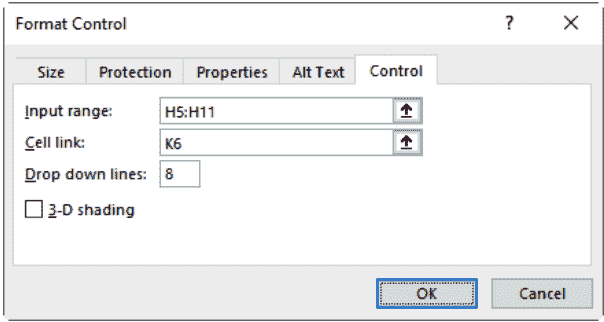 Format Control ?
Size Protection Properties Alt Text Control
Input range: H5:H11
Cell link: K6
Drop down lines: 8
3-D shading
OK Cancel